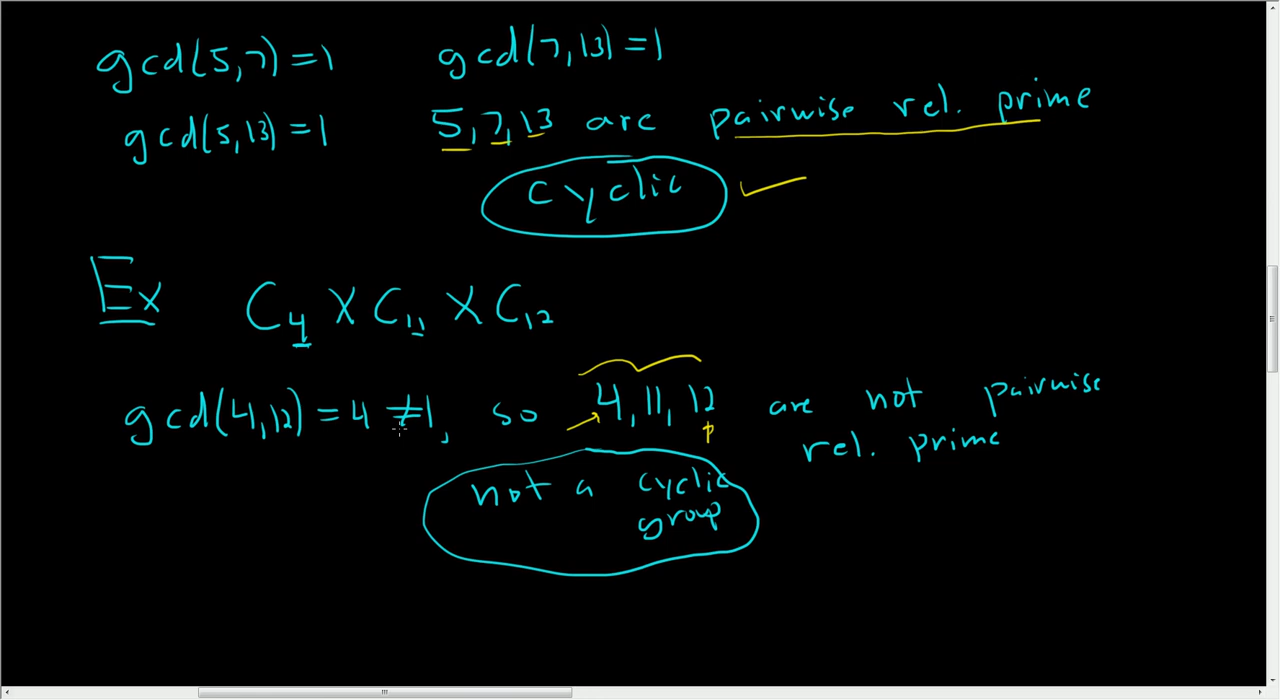 gcd(5,7)=1 gcd(7,13)=1
gcd(5,13)=1 5,7,13 are pairwise rel. prime
cyclic
Ex C₄ X C₁₁ X C₁₂
gcd(4,12)=4≠1, so 4,11,12 are not pairwise
rel. prime
not a cyclic
group